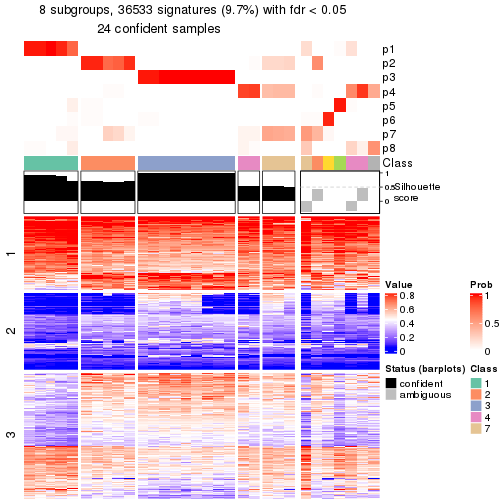 8 subgroups, 36533 signatures (9.7%) with fdr < 0.05
24 confident samples
p1
p2
p3
p4
p5
p6
p7
p8
Class
1
0.5
0
Silhouette
score
1
2
3
Value
0.8
0.6
0.4
0.2
0
Prob
1
0.5
0
Status (barplots)
confident
ambiguous
Class
1
2
3
4
7